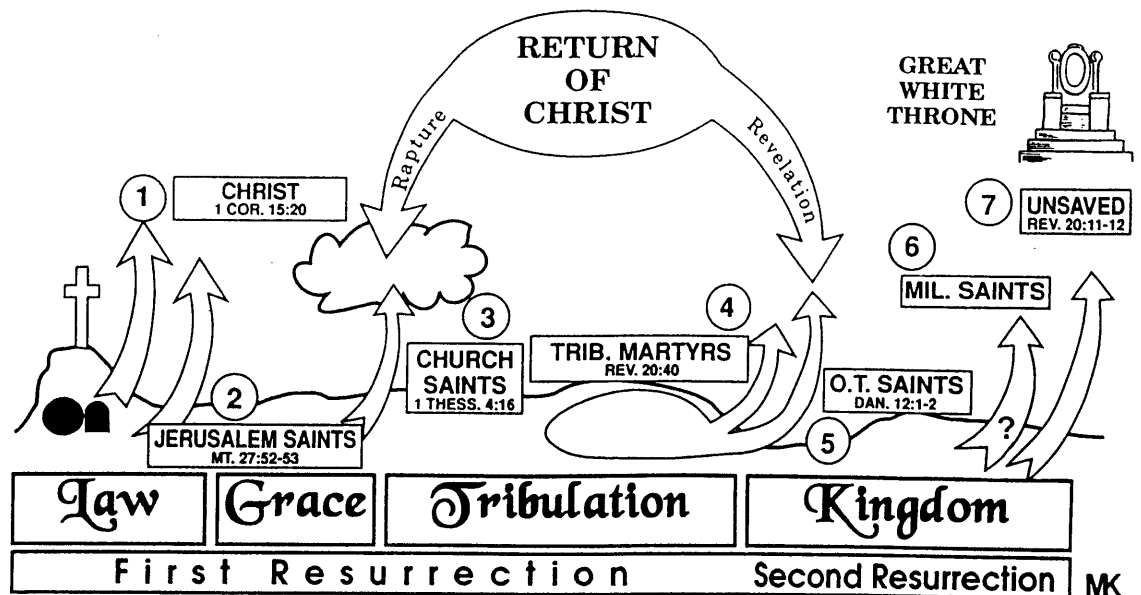 RETURN
OF
CHRIST
Rapture
Revelation
GREAT
WHITE
THRONE
1
CHRIST
1 COR. 15:20
2
JERUSALEM SAINTS
MT. 27:52-53
3
CHURCH
SAINTS
1 THESS. 4:16
4
TRIB. MARTYRS
REV. 20:40
5
O.T. SAINTS
DAN. 12:1-2
6
MIL. SAINTS
7
UNSAVED
REV. 20:11-12
?
Law
Grace
Tribulation
Kingdom
First Resurrection
Second Resurrection
MK